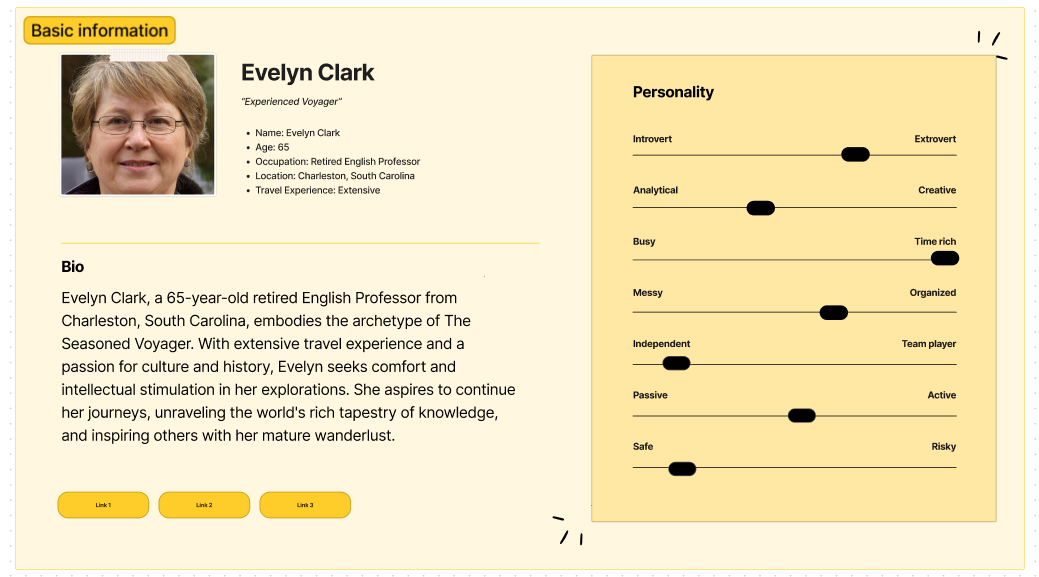 Basic information
Evelyn Clark
"Experienced Voyager"
• Name: Evelyn Clark
• Age: 65
• Occupation: Retired English Professor
• Location: Charleston, South Carolina
• Travel Experience: Extensive
Bio
Evelyn Clark, a 65-year-old retired English Professor from
Charleston, South Carolina, embodies the archetype of The
Seasoned Voyager. With extensive travel experience and a
passion for culture and history, Evelyn seeks comfort and
intellectual stimulation in her explorations. She aspires to continue
her journeys, unraveling the world's rich tapestry of knowledge,
and inspiring others with her mature wanderlust.
Link 1 Link 2 Link 3
Personality
Introvert Extrovert
Analytical Creative
Busy Time rich
Messy Organized
Independent Team player
Passive Active
Safe Risky